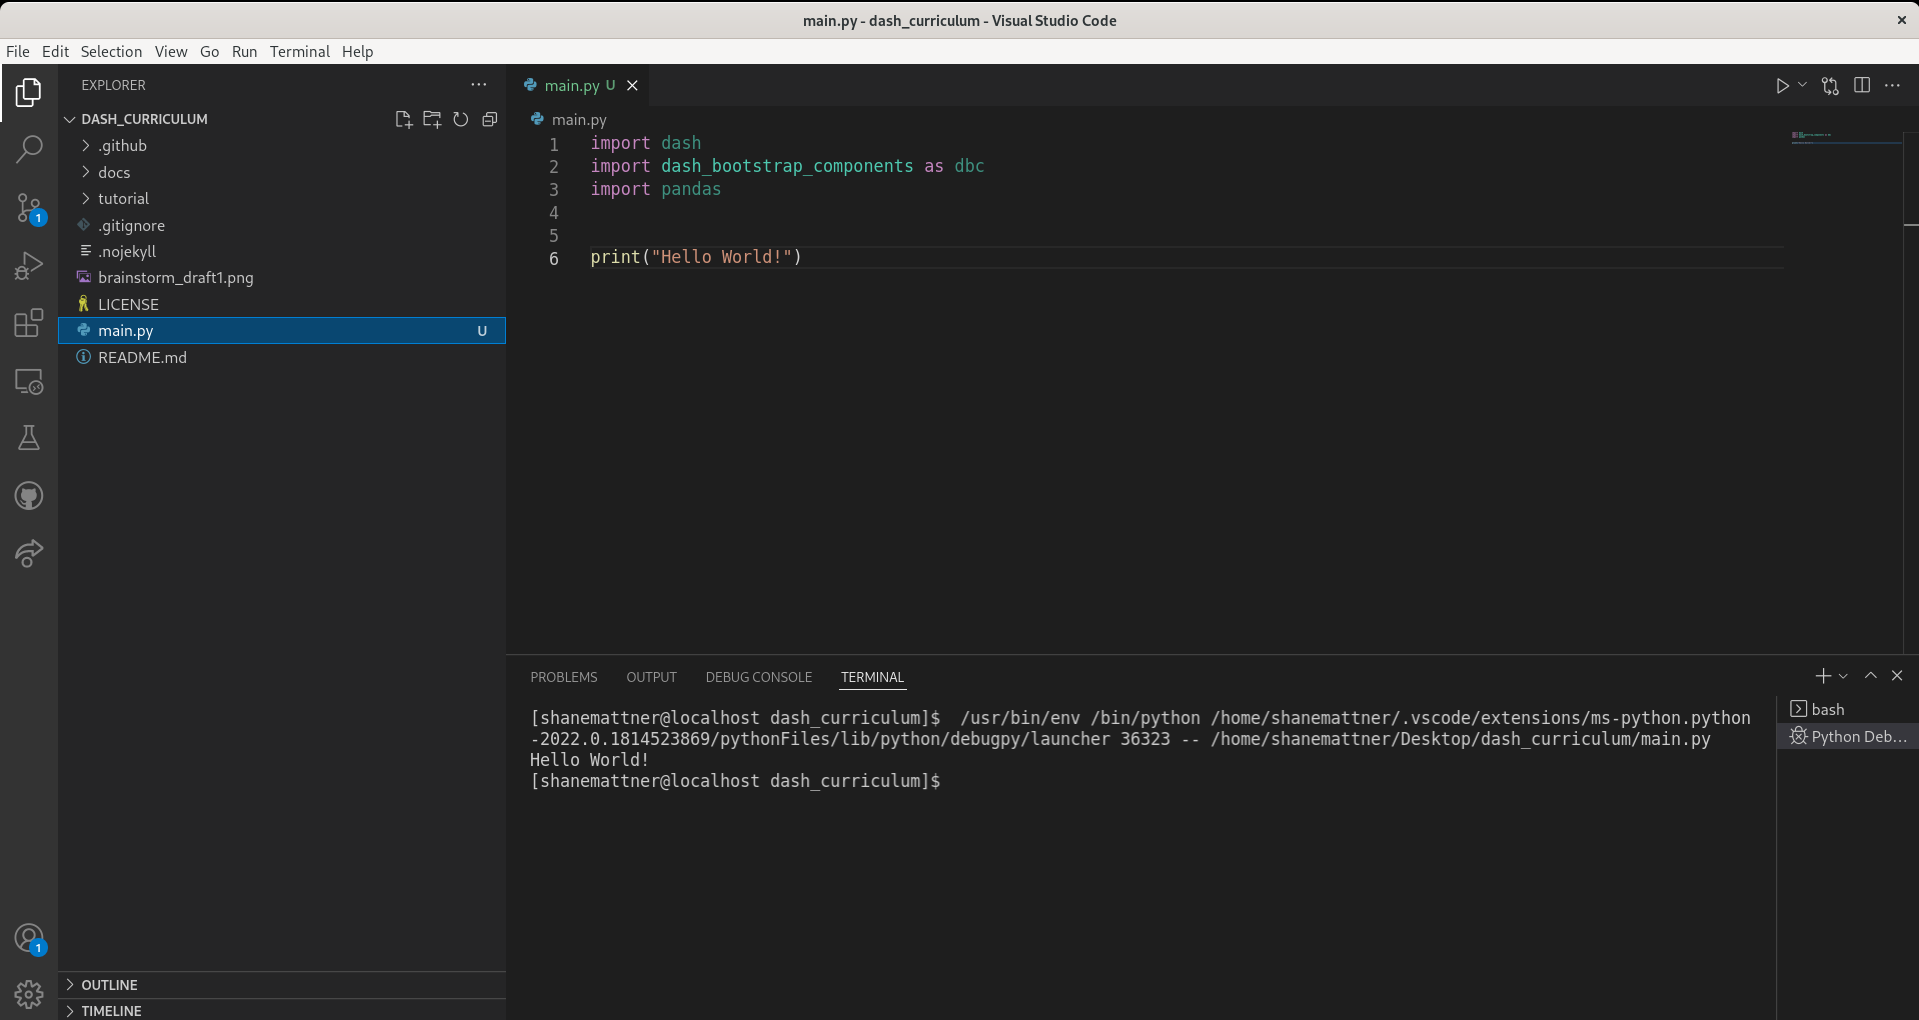 main.py - dash_curriculum - Visual Studio Code
File Edit Selection View Go Run Terminal Help
EXPLORER
DASH_CURRICULUM
.github
docs
tutorial
.gitignore
.nojekyll
brainstorm_draft1.png
LICENSE
main.py U
README.md
OUTLINE
TIMELINE
1
1
main.py U
main.py
1 import dash
2 import dash_bootstrap_components as dbc
3 import pandas
4
5
6 print("Hello World!")
PROBLEMS OUTPUT DEBUG CONSOLE TERMINAL
[shanemattner@localhost dash_curriculum]$  /usr/bin/env /bin/python /home/shanemattner/.vscode/extensions/ms-python.python
-2022.0.1814523869/pythonFiles/lib/python/debugpy/launcher 36323 -- /home/shanemattner/Desktop/dash_curriculum/main.py
Hello World!
[shanemattner@localhost dash_curriculum]$
bash
Python Deb...